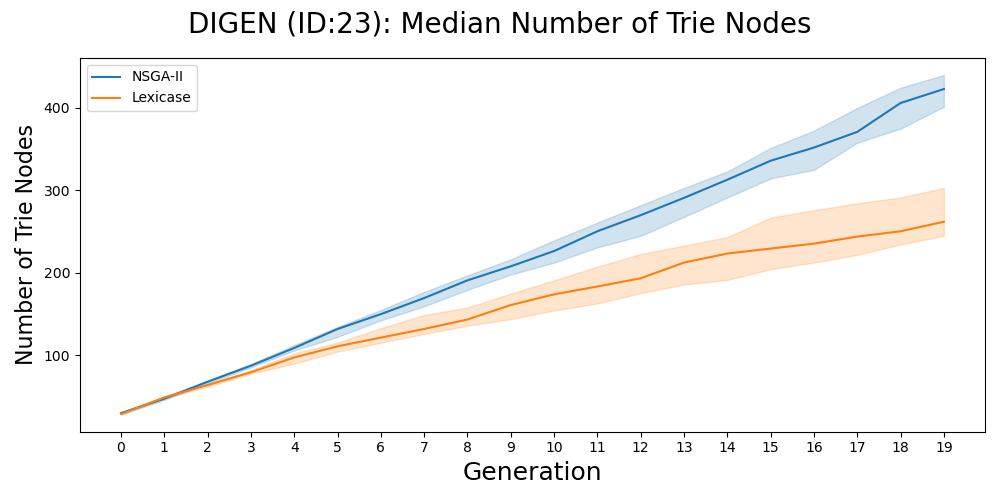 DIGEN (ID:23): Median Number of Trie Nodes
NSGA-II
Lexicase
Number of Trie Nodes
400
300
200
100
0 1 2 3 4 5 6 7 8 9 10 11 12 13 14 15 16 17 18 19
Generation